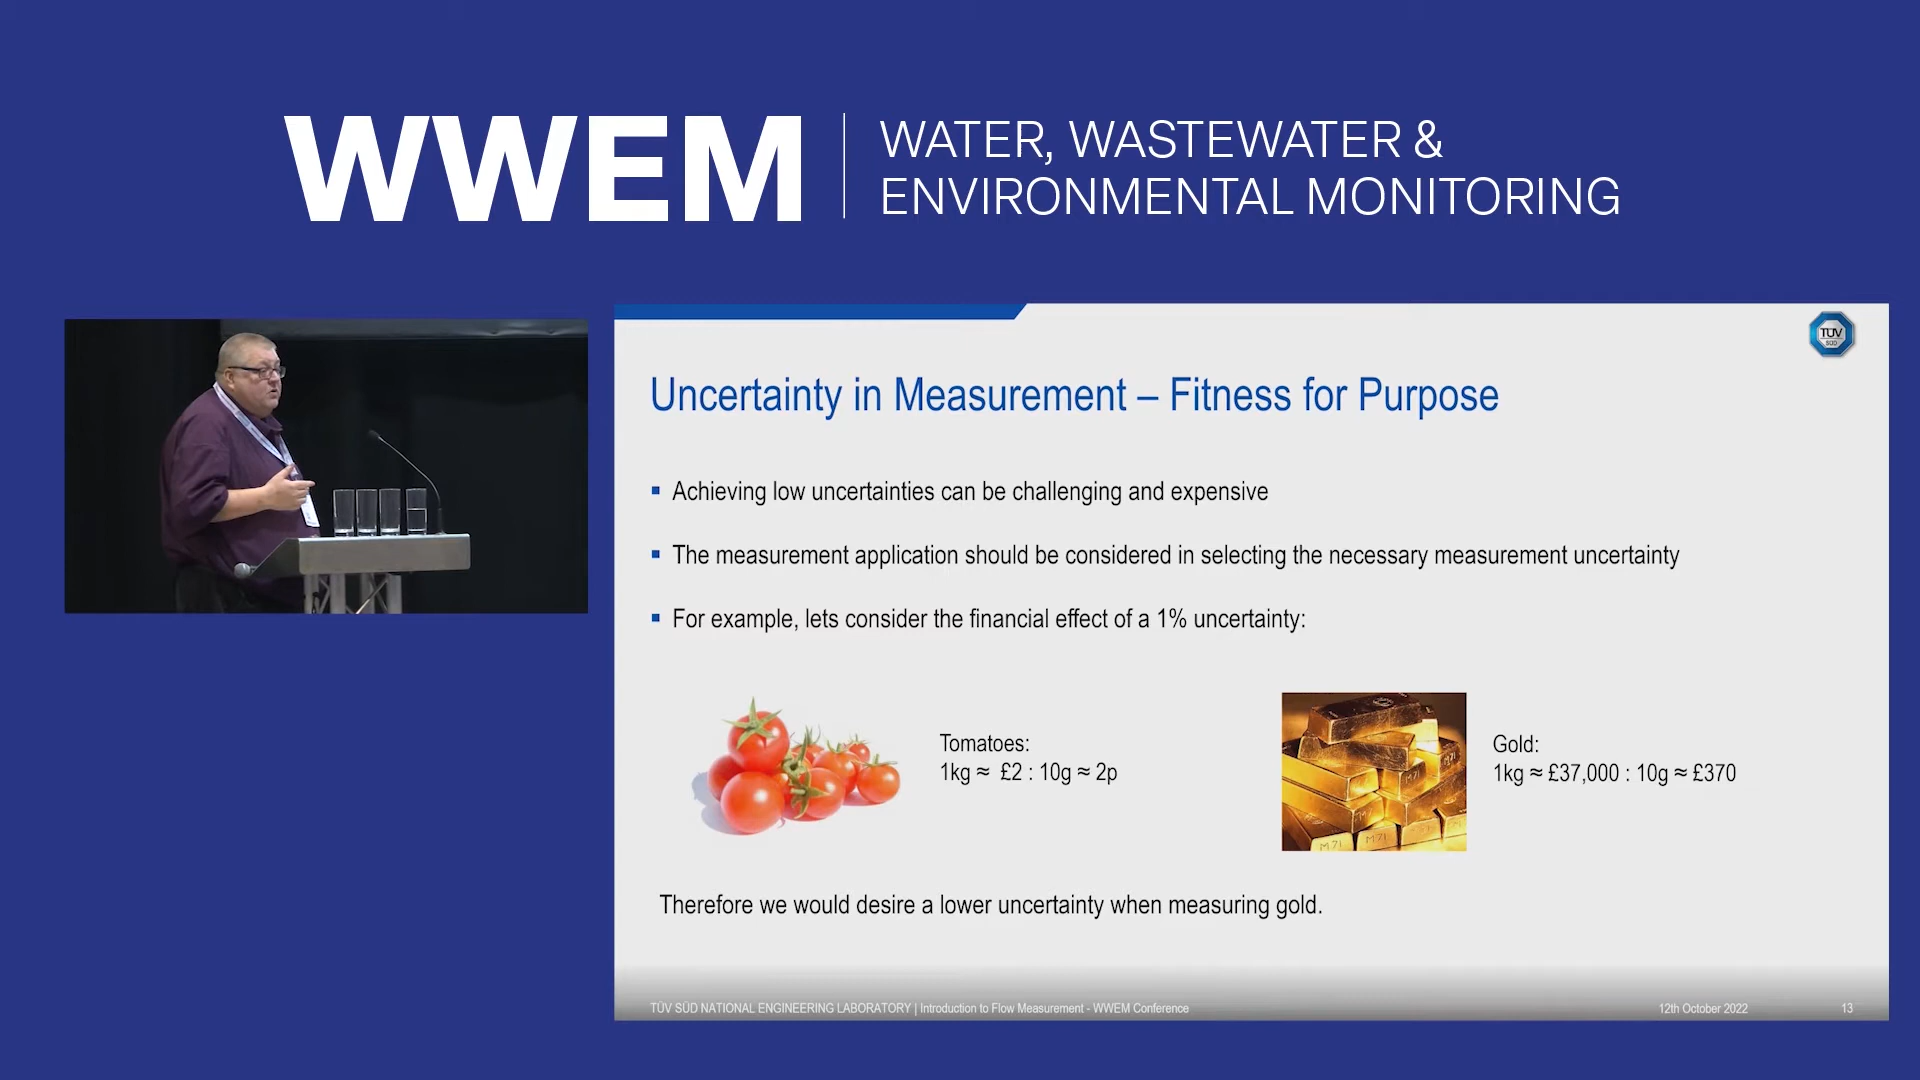 WWEM
WATER, WASTEWATER &
ENVIRONMENTAL MONITORING
TÜV
SÜD
Uncertainty in Measurement – Fitness for Purpose
▪ Achieving low uncertainties can be challenging and expensive
▪ The measurement application should be considered in selecting the necessary measurement uncertainty
▪ For example, lets consider the financial effect of a 1% uncertainty:
Tomatoes:
1kg ≈ £2 : 10g ≈ 2p
Gold:
1kg ≈ £37,000 : 10g ≈ £370
M71
M71
M71
Therefore we would desire a lower uncertainty when measuring gold.
TÜV SÜD NATIONAL ENGINEERING LABORATORY | Introduction to Flow Measurement - WWEM Conference
12th October 2022
13